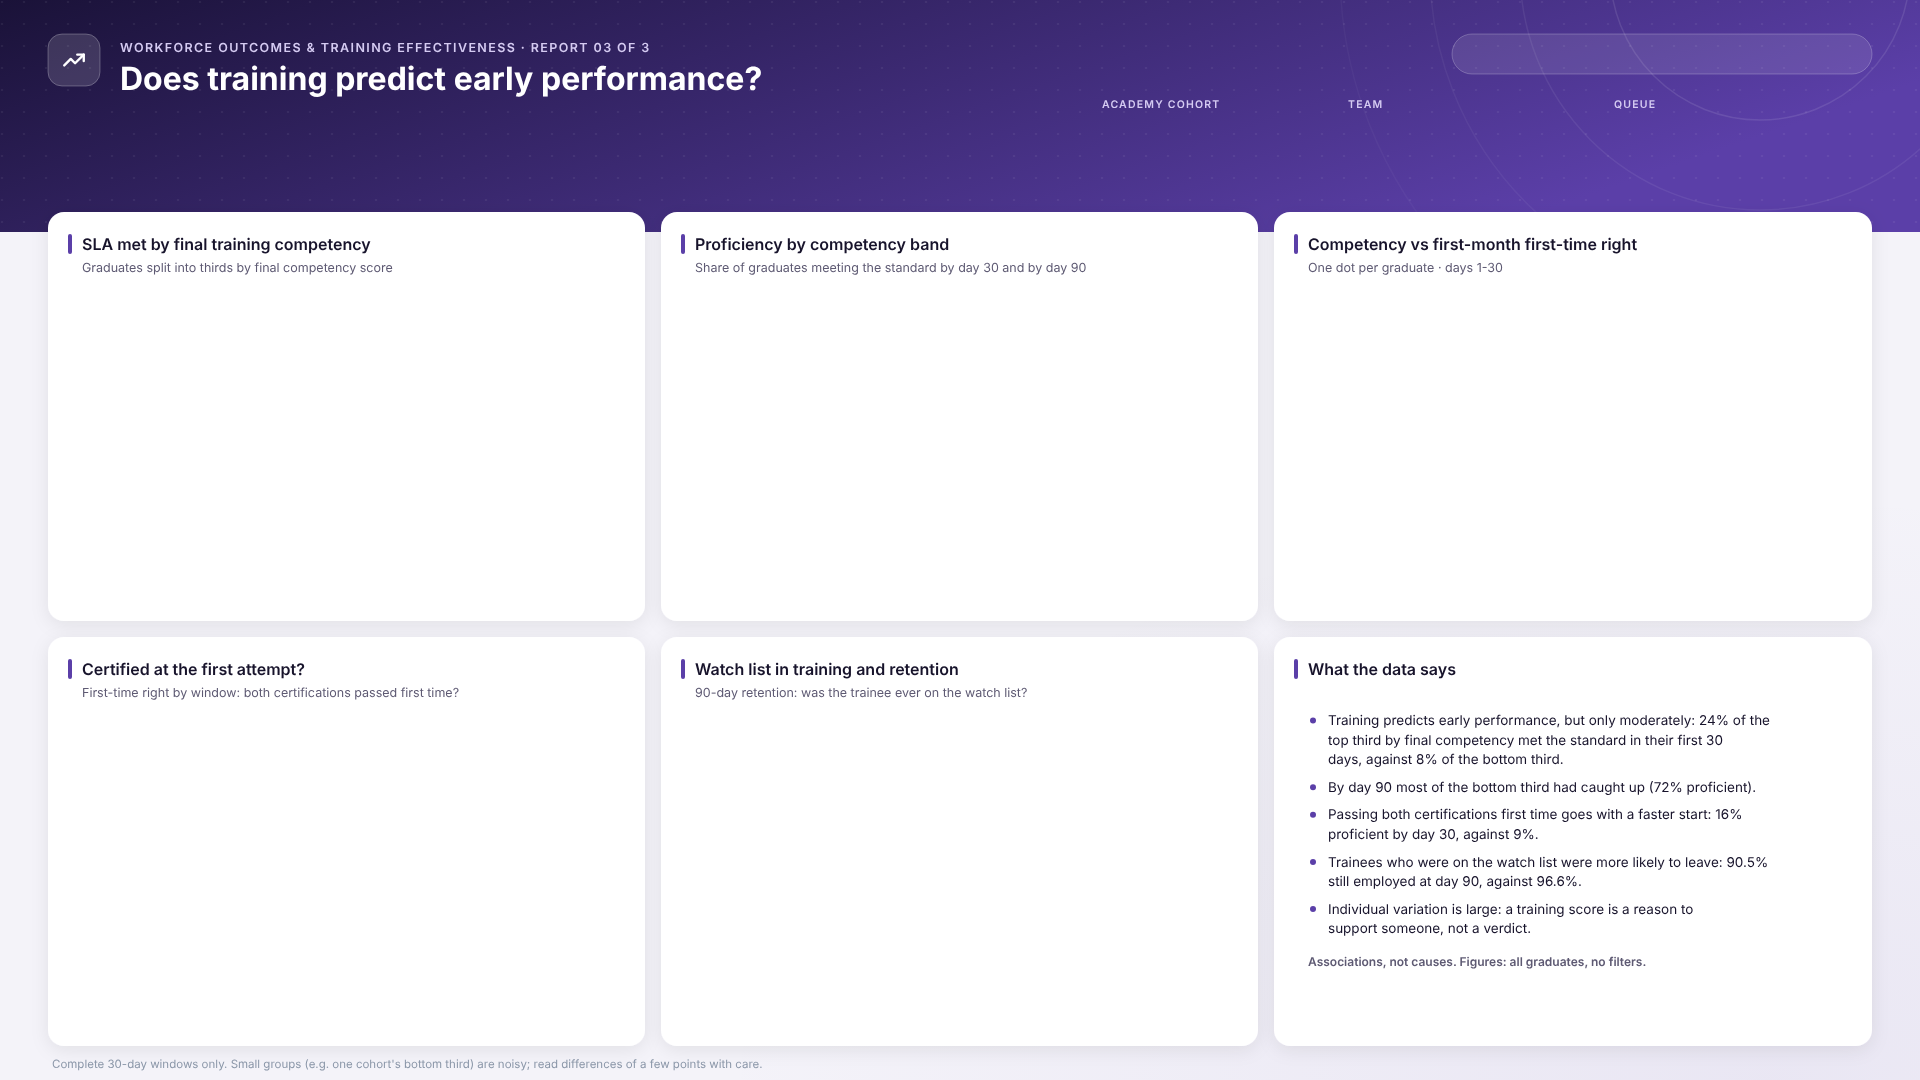 WORKFORCE OUTCOMES & TRAINING EFFECTIVENESS · REPORT 03 OF 3
Does training predict early performance?
ACADEMY COHORT
TEAM
QUEUE
SLA met by final training competency
Graduates split into thirds by final competency score
Proficiency by competency band
Share of graduates meeting the standard by day 30 and by day 90
Competency vs first-month first-time right
One dot per graduate · days 1-30
Certified at the first attempt?
First-time right by window: both certifications passed first time?
Watch list in training and retention
90-day retention: was the trainee ever on the watch list?
What the data says
• Training predicts early performance, but only moderately: 24% of the
top third by final competency met the standard in their first 30
days, against 8% of the bottom third.
• By day 90 most of the bottom third had caught up (72% proficient).
• Passing both certifications first time goes with a faster start: 16%
proficient by day 30, against 9%.
• Trainees who were on the watch list were more likely to leave: 90.5%
still employed at day 90, against 96.6%.
• Individual variation is large: a training score is a reason to
support someone, not a verdict.
Associations, not causes. Figures: all graduates, no filters.
Complete 30-day windows only. Small groups (e.g. one cohort's bottom third) are noisy; read differences of a few points with care.